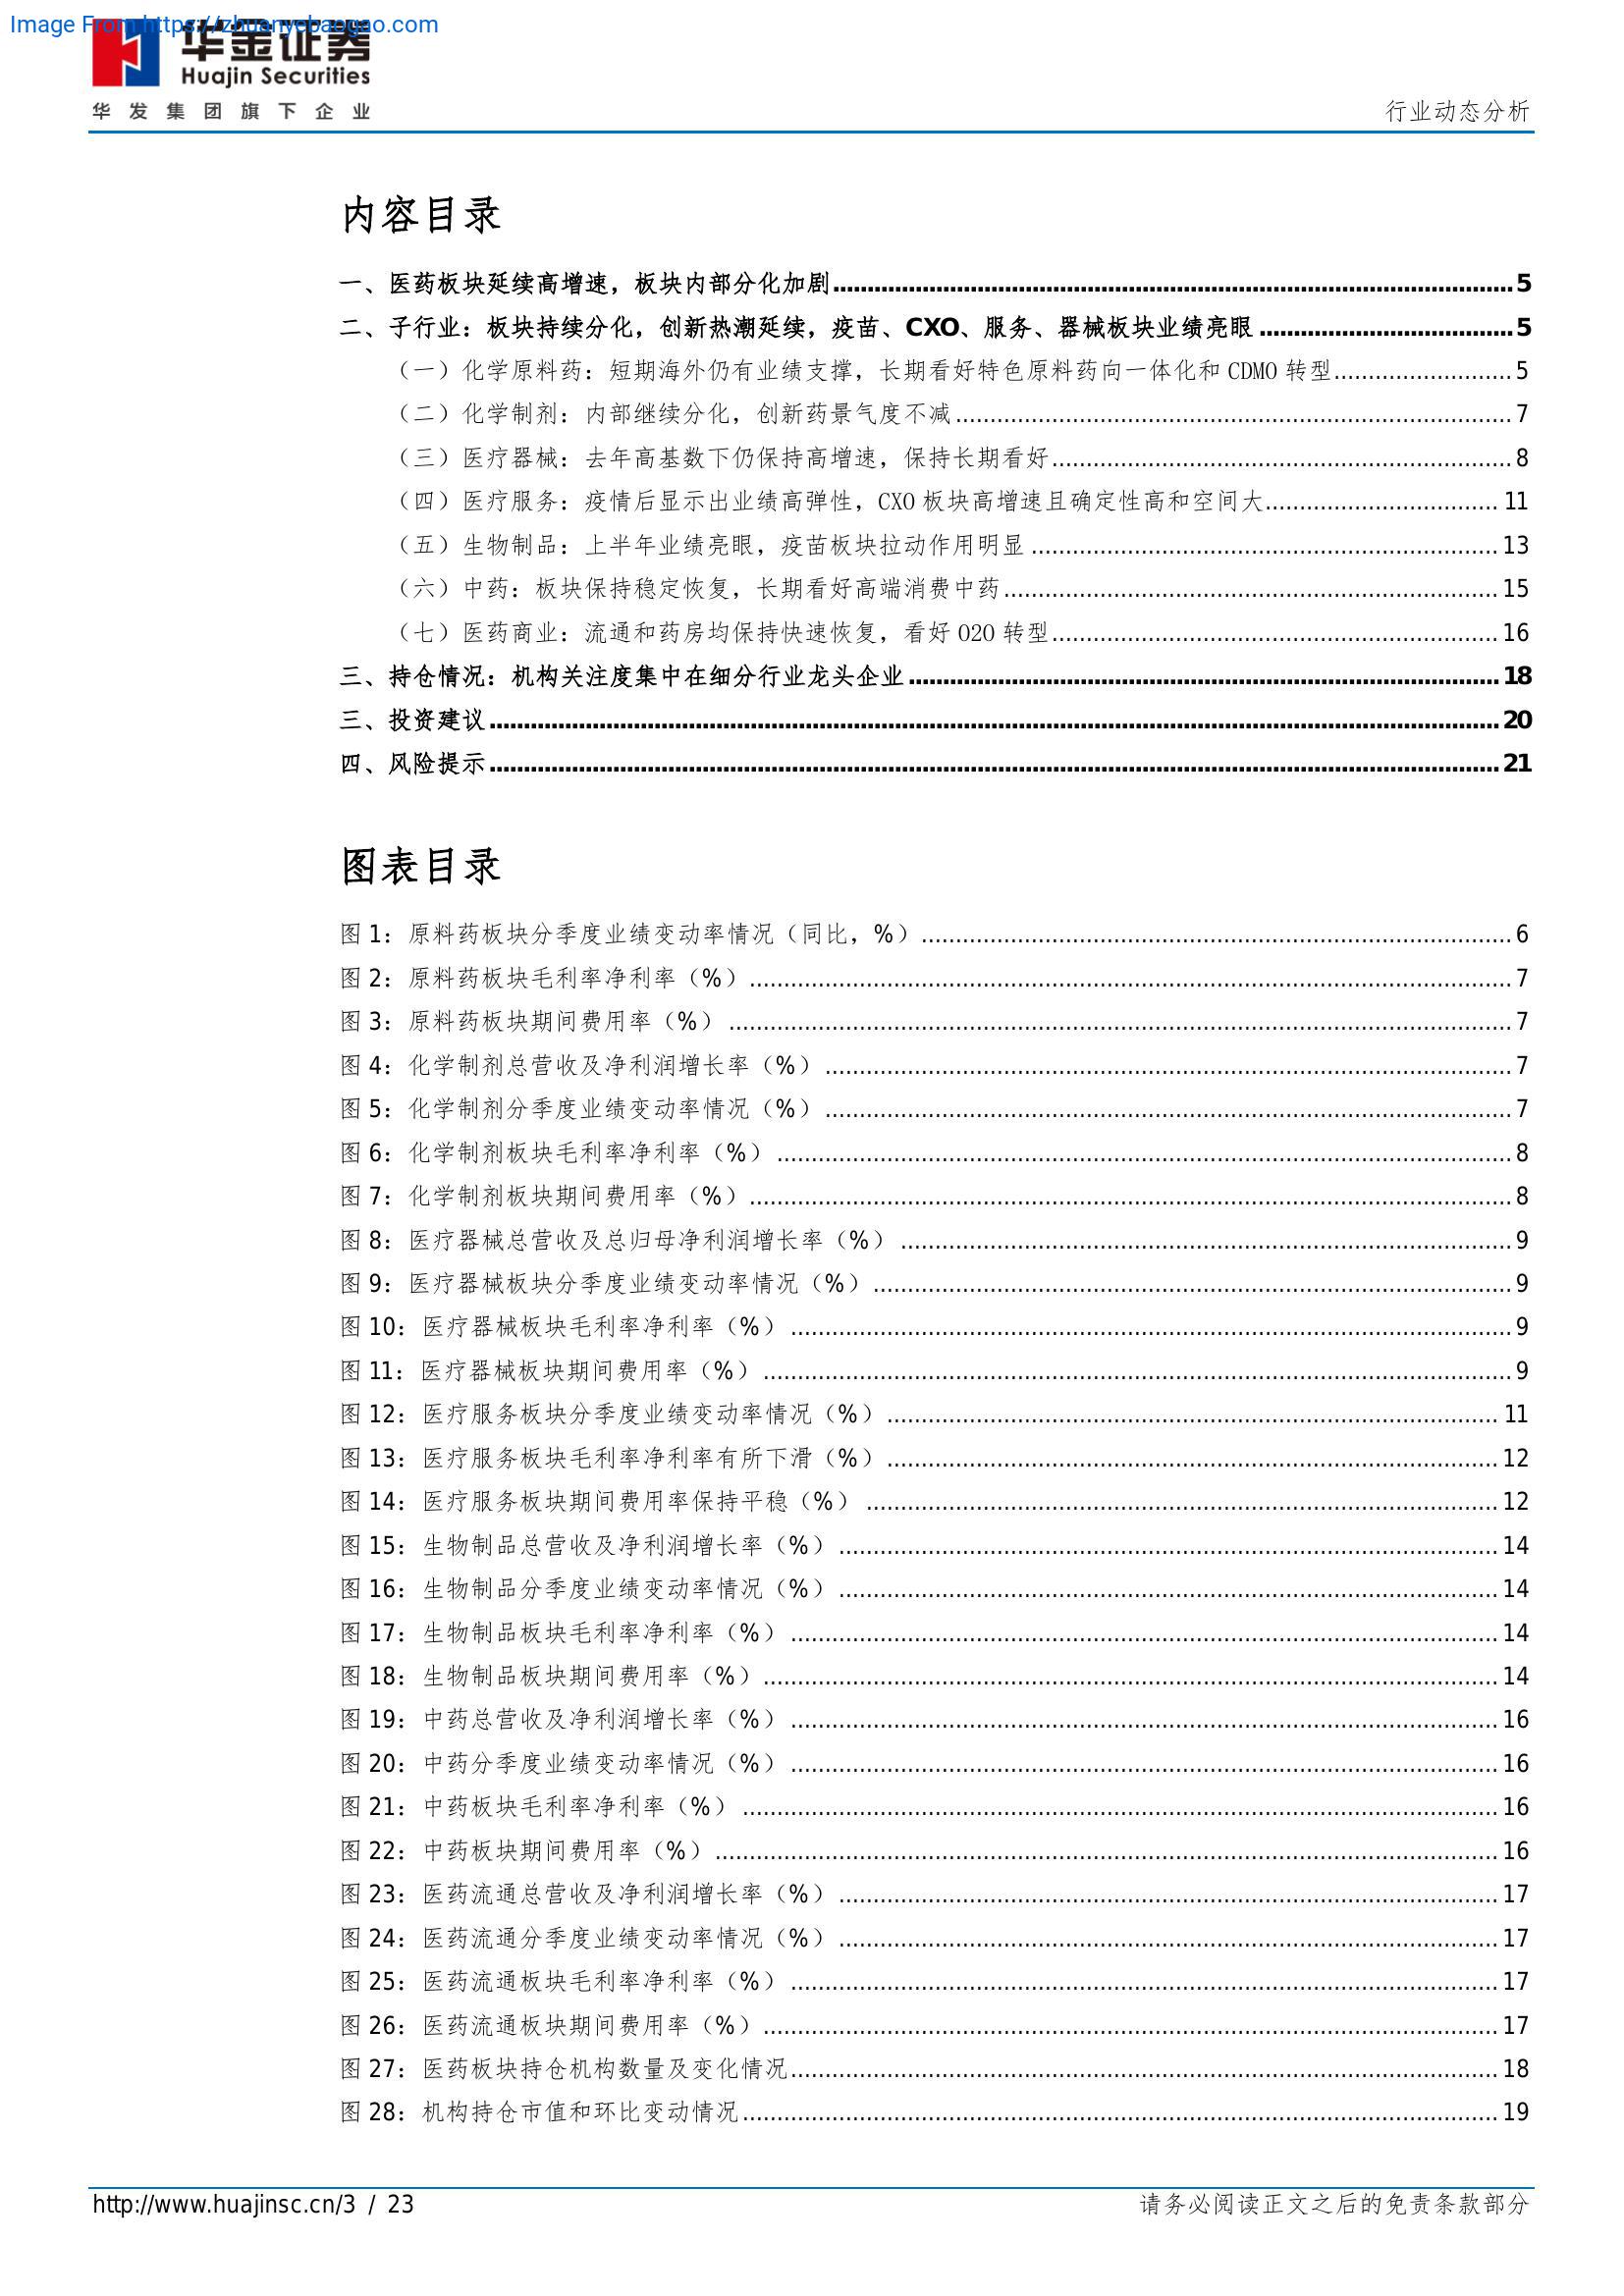 Image From https://zhuanyebaogao.com
华金证券
Huajin Securities
华发集团旗下企业
行业动态分析
内容目录
一、医药板块延续高增速，板块内部分化加剧 5
二、子行业：板块持续分化，创新热潮延续，疫苗、CXO、服务、器械板块业绩亮眼 5
（一）化学原料药：短期海外仍有业绩支撑，长期看好特色原料药向一体化和 CDMO 转型 5
（二）化学制剂：内部继续分化，创新药景气度不减 7
（三）医疗器械：去年高基数下仍保持高增速，保持长期看好 8
（四）医疗服务：疫情后显示出业绩高弹性，CXO 板块高增速且确定性高和空间大 11
（五）生物制品：上半年业绩亮眼，疫苗板块拉动作用明显 13
（六）中药：板块保持稳定恢复，长期看好高端消费中药 15
（七）医药商业：流通和药房均保持快速恢复，看好 O2O 转型 16
三、持仓情况：机构关注度集中在细分行业龙头企业 18
三、投资建议 20
四、风险提示 21
图表目录
图 1：原料药板块分季度业绩变动率情况（同比，%） 6
图 2：原料药板块毛利率净利率（%） 7
图 3：原料药板块期间费用率（%） 7
图 4：化学制剂总营收及净利润增长率（%） 7
图 5：化学制剂分季度业绩变动率情况（%） 7
图 6：化学制剂板块毛利率净利率（%） 8
图 7：化学制剂板块期间费用率（%） 8
图 8：医疗器械总营收及总归母净利润增长率（%） 9
图 9：医疗器械板块分季度业绩变动率情况（%） 9
图 10：医疗器械板块毛利率净利率（%） 9
图 11：医疗器械板块期间费用率（%） 9
图 12：医疗服务板块分季度业绩变动率情况（%） 11
图 13：医疗服务板块毛利率净利率有所下滑（%） 12
图 14：医疗服务板块期间费用率保持平稳（%） 12
图 15：生物制品总营收及净利润增长率（%） 14
图 16：生物制品分季度业绩变动率情况（%） 14
图 17：生物制品板块毛利率净利率（%） 14
图 18：生物制品板块期间费用率（%） 14
图 19：中药总营收及净利润增长率（%） 16
图 20：中药分季度业绩变动率情况（%） 16
图 21：中药板块毛利率净利率（%） 16
图 22：中药板块期间费用率（%） 16
图 23：医药流通总营收及净利润增长率（%） 17
图 24：医药流通分季度业绩变动率情况（%） 17
图 25：医药流通板块毛利率净利率（%） 17
图 26：医药流通板块期间费用率（%） 17
图 27：医药板块持仓机构数量及变化情况 18
图 28：机构持仓市值和环比变动情况 19
http://www.huajinsc.cn/3 / 23
请务必阅读正文之后的免责条款部分